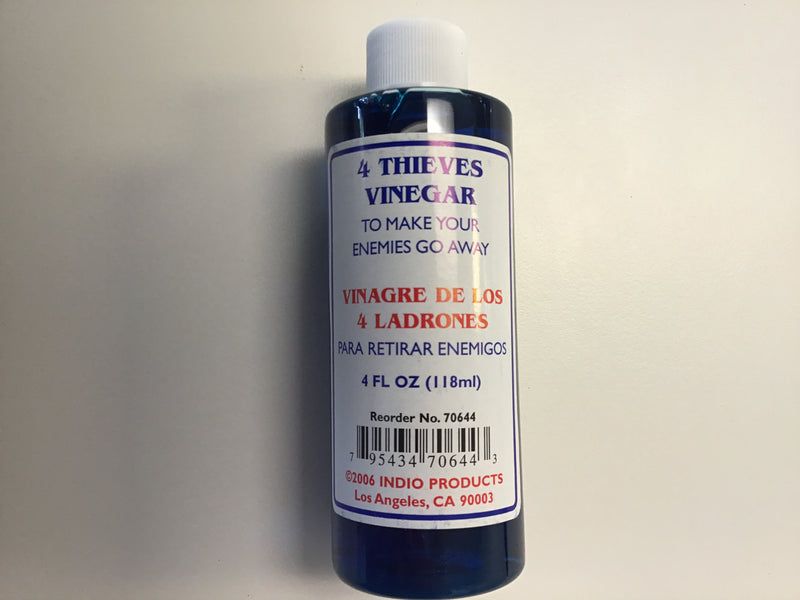 4 THIEVES
VINEGAR
TO MAKE YOUR
ENEMIES GO AWAY
VINAGRE DE LOS
4 LADRONES
PARA RETIRAR ENEMIGOS
4 FL OZ (118ml)
Reorder No. 70644
7 95434 70644 3
©2006 INDIO PRODUCTS
Los Angeles, CA 90003